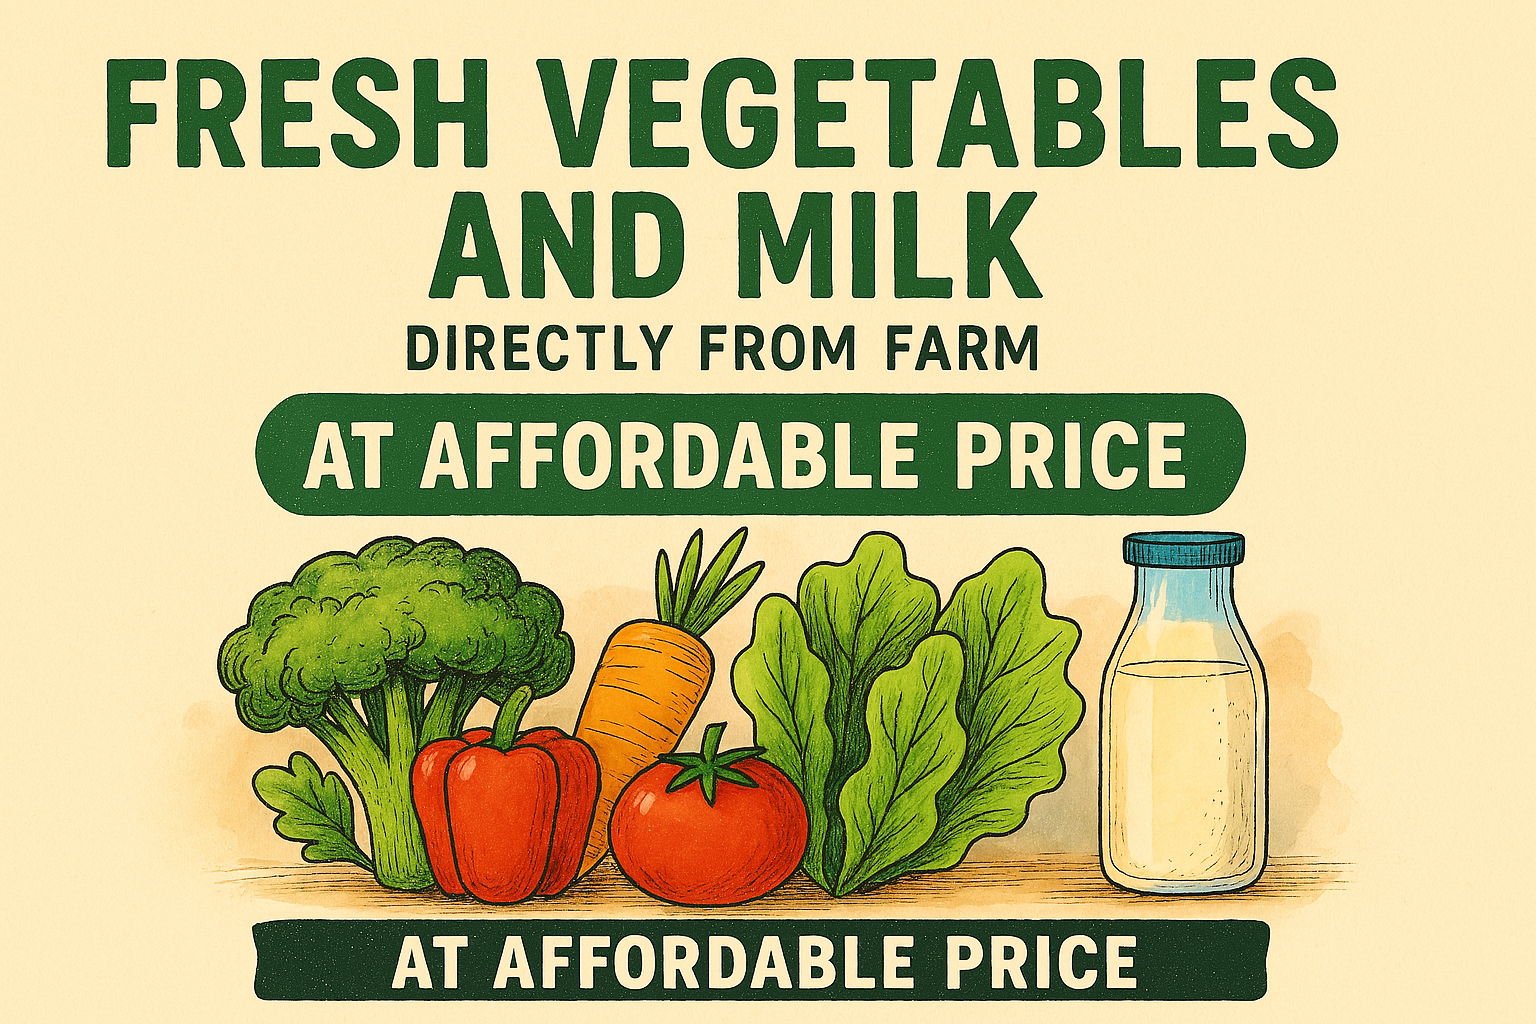 FRESH VEGETABLES
AND MILK
DIRECTLY FROM FARM
AT AFFORDABLE PRICE
AT AFFORDABLE PRICE